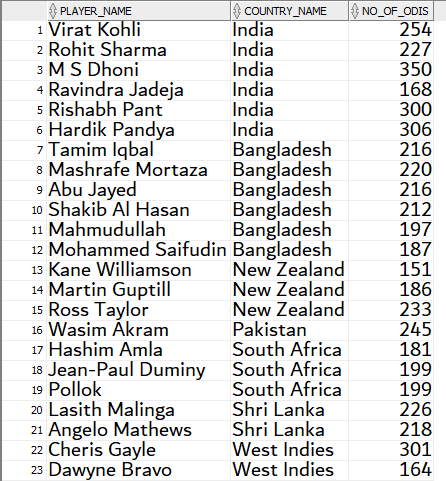 PLAYER_NAME COUNTRY_NAME NO_OF_ODIS
1 Virat Kohli India 254
2 Rohit Sharma India 227
3 M S Dhoni India 350
4 Ravindra Jadeja India 168
5 Rishabh Pant India 300
6 Hardik Pandya India 306
7 Tamim Iqbal Bangladesh 216
8 Mashrafe Mortaza Bangladesh 220
9 Abu Jayed Bangladesh 216
10 Shakib Al Hasan Bangladesh 212
11 Mahmudullah Bangladesh 197
12 Mohammed Saifudin Bangladesh 187
13 Kane Williamson New Zealand 151
14 Martin Guptill New Zealand 186
15 Ross Taylor New Zealand 233
16 Wasim Akram Pakistan 245
17 Hashim Amla South Africa 181
18 Jean-Paul Duminy South Africa 199
19 Pollok South Africa 199
20 Lasith Malinga Shri Lanka 226
21 Angelo Mathews Shri Lanka 218
22 Cheris Gayle West Indies 301
23 Dawyne Bravo West Indies 164